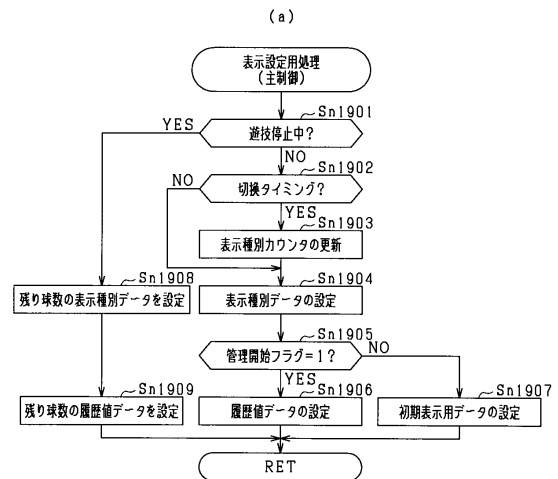 (a)
表示設定用処理
(主制御)
Sn1901
YES
遊技停止中?
NO
Sn1902
NO
切換タイミング?
YES
Sn1903
表示種別カウンタの更新
Sn1908
Sn1904
残り球数の表示種別データを設定
表示種別データの設定
Sn1905
管理開始フラグ=1?
NO
YES
Sn1909
Sn1906
Sn1907
残り球数の履歴値データを設定
履歴値データの設定
初期表示用データの設定
RET